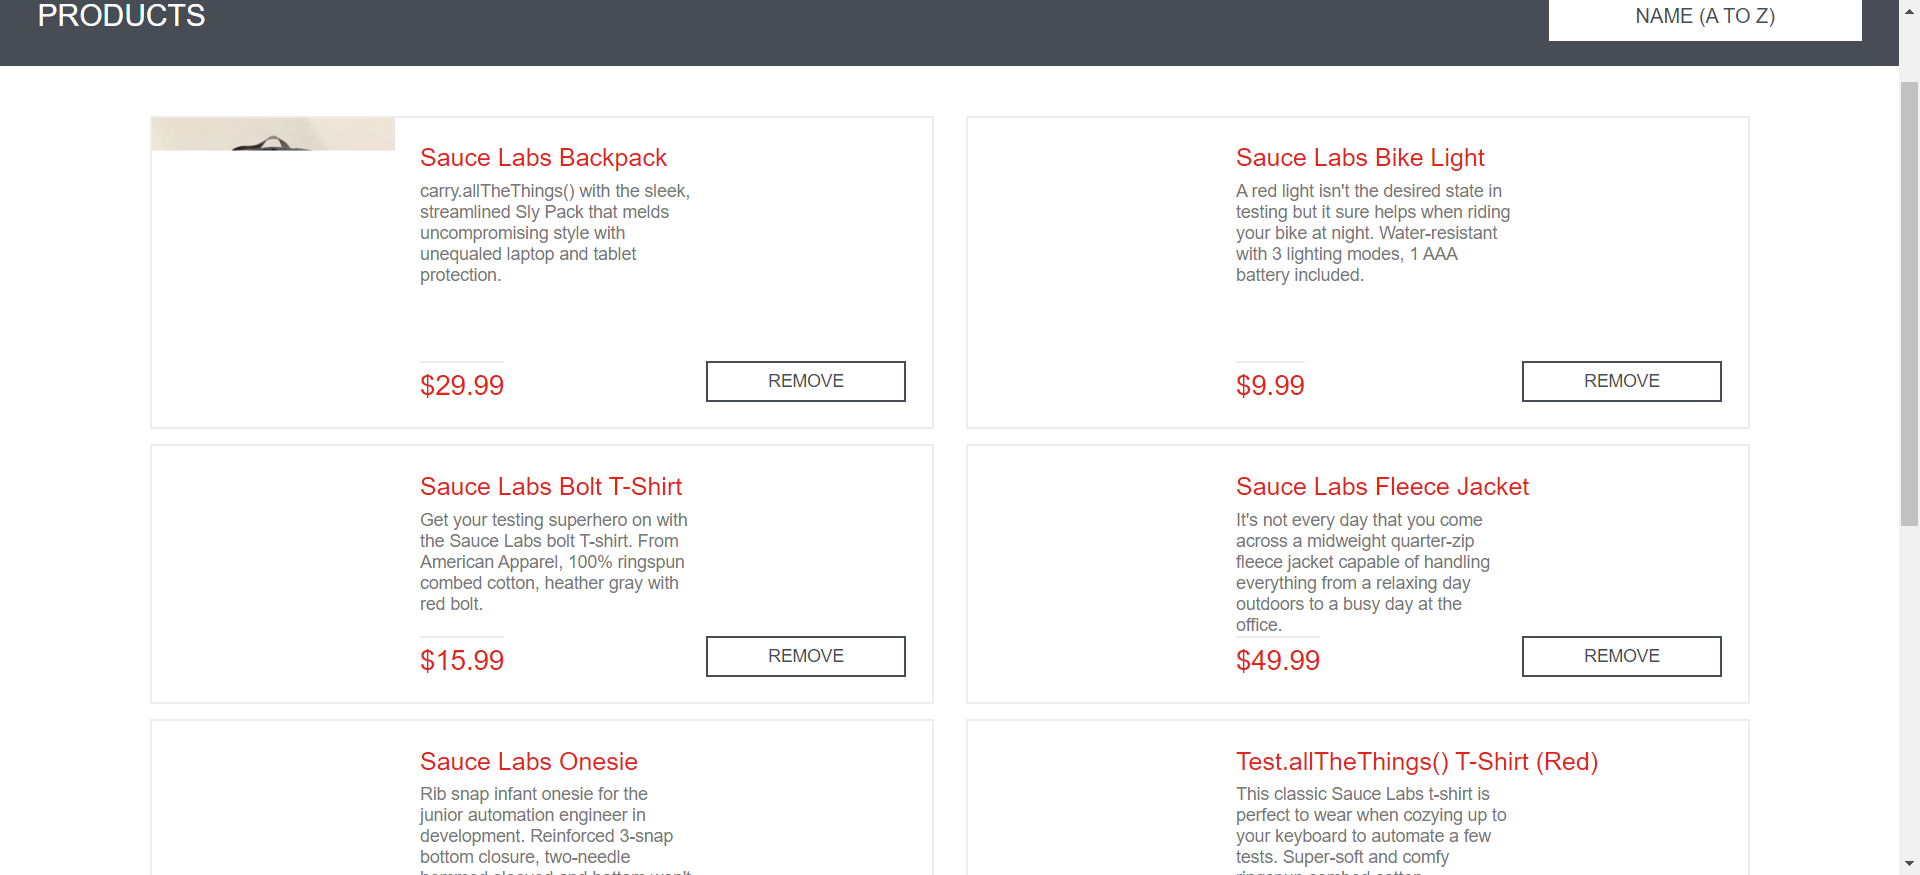 PRODUCTS
NAME (A TO Z)
Sauce Labs Backpack
carry.allTheThings() with the sleek,
streamlined Sly Pack that melds
uncompromising style with
unequaled laptop and tablet
protection.
$29.99
REMOVE
Sauce Labs Bike Light
A red light isn't the desired state in
testing but it sure helps when riding
your bike at night. Water-resistant
with 3 lighting modes, 1 AAA
battery included.
$9.99
REMOVE
Sauce Labs Bolt T-Shirt
Get your testing superhero on with
the Sauce Labs bolt T-shirt. From
American Apparel, 100% ringspun
combed cotton, heather gray with
red bolt.
$15.99
REMOVE
Sauce Labs Fleece Jacket
It's not every day that you come
across a midweight quarter-zip
fleece jacket capable of handling
everything from a relaxing day
outdoors to a busy day at the
office.
$49.99
REMOVE
Sauce Labs Onesie
Rib snap infant onesie for the
junior automation engineer in
development. Reinforced 3-snap
bottom closure, two-needle
Test.allTheThings() T-Shirt (Red)
This classic Sauce Labs t-shirt is
perfect to wear when cozying up to
your keyboard to automate a few
tests. Super-soft and comfy